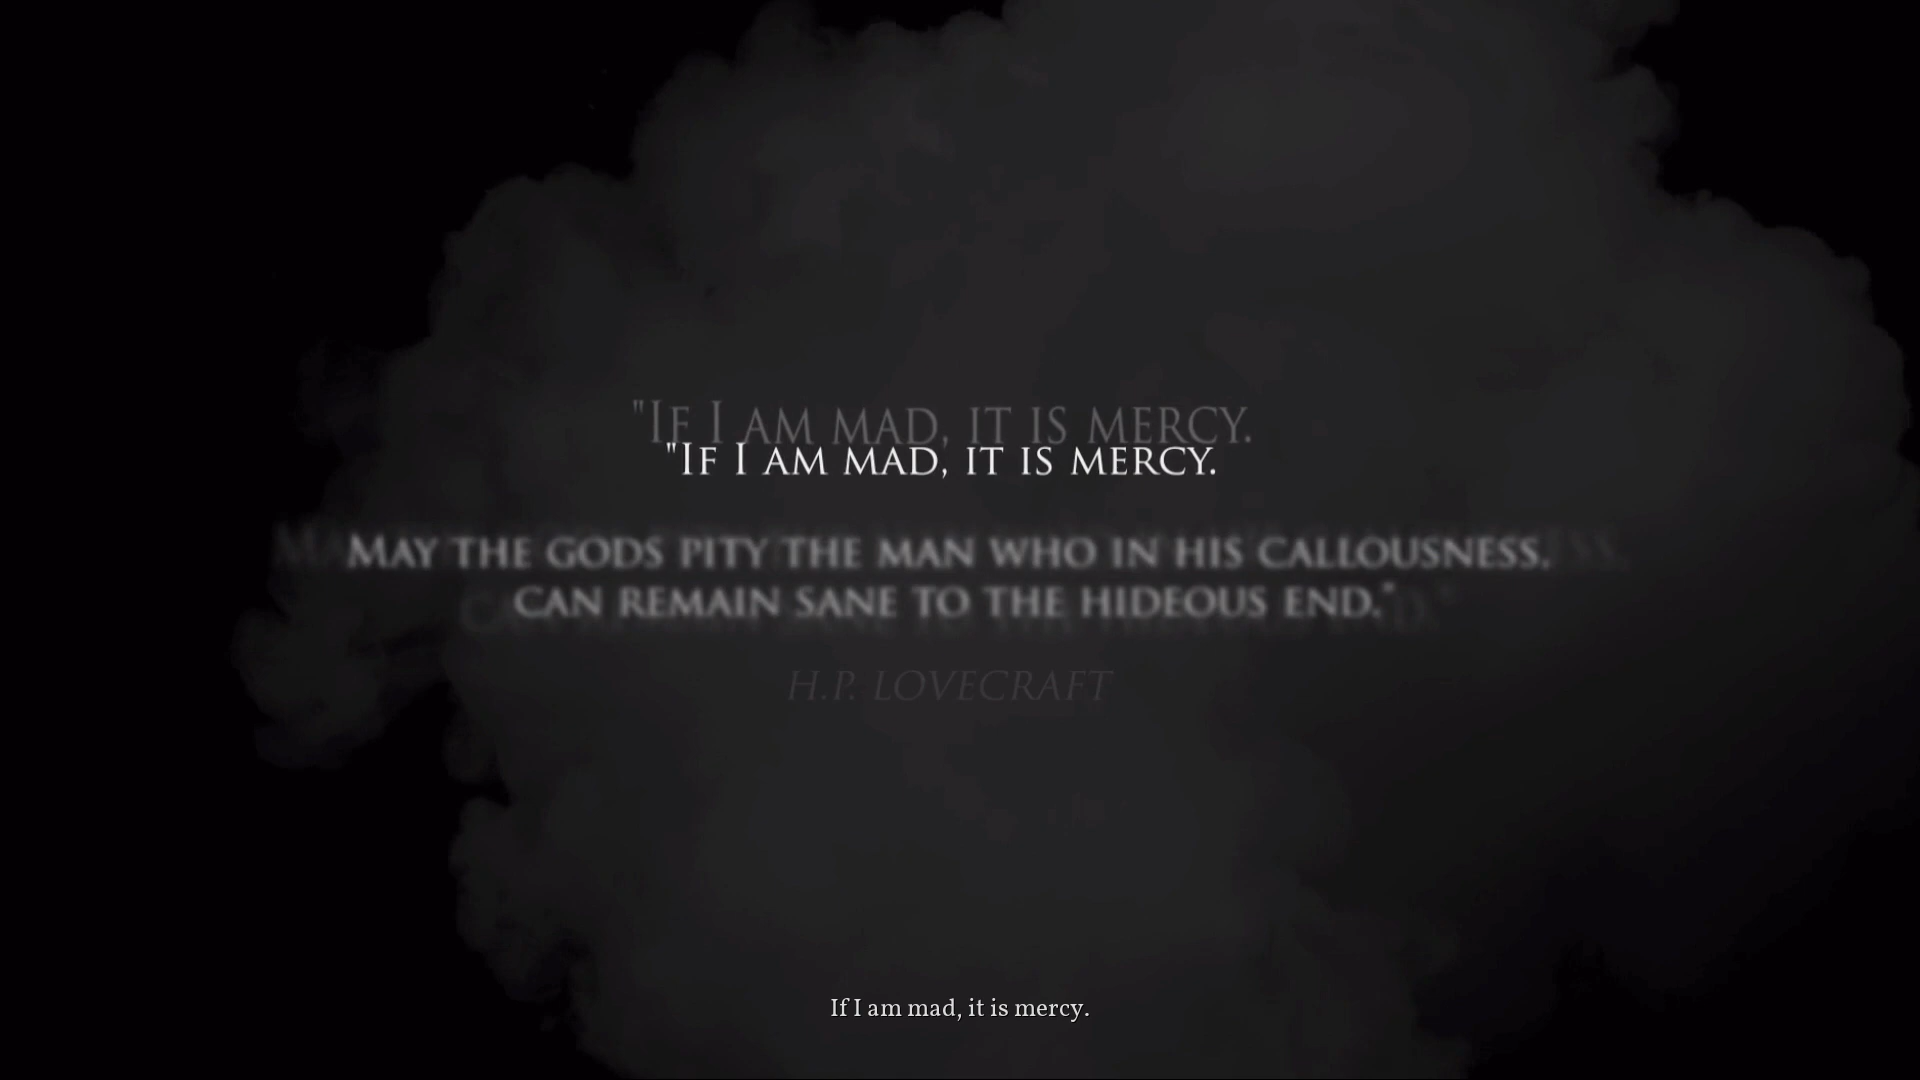 "IF I AM MAD, IT IS MERCY.
"IF I AM MAD, IT IS MERCY.
MAY THE GODS PITY THE MAN WHO IN HIS CALLOUSNESS.
CAN REMAIN SANE TO THE HIDEOUS END."
H.P. LOVECRAFT
If I am mad, it is mercy.